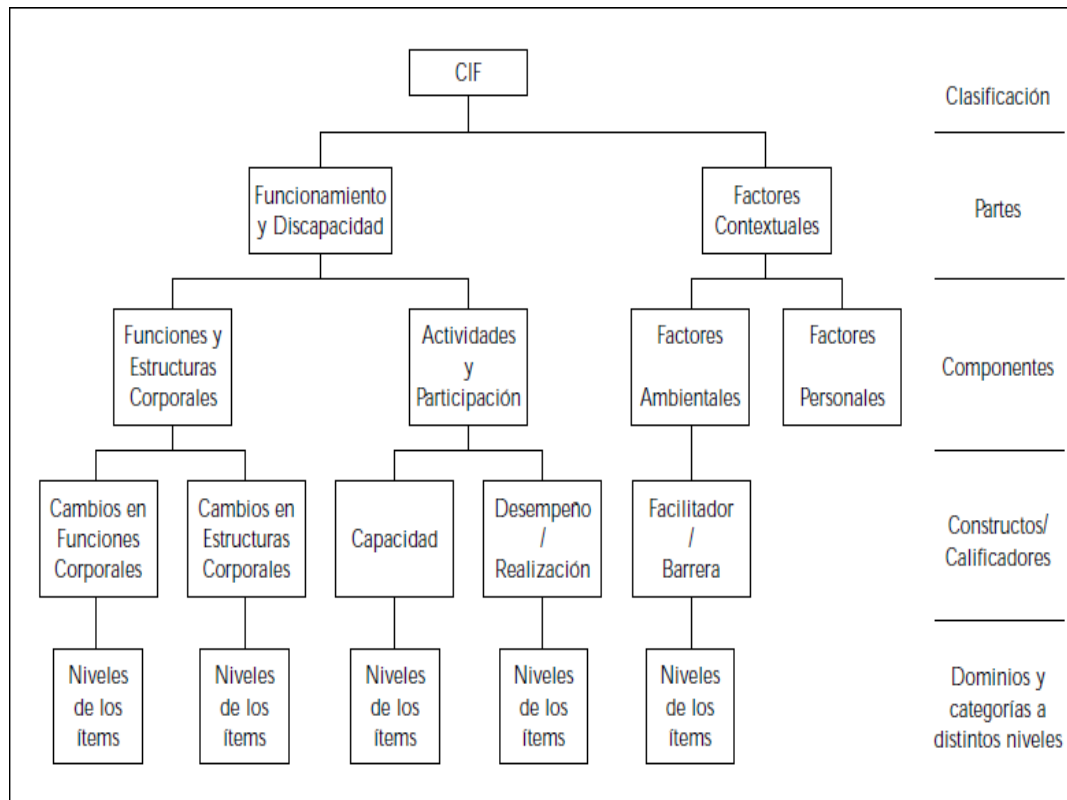 CIF
Clasificación
Funcionamiento
y Discapacidad
Factores
Contextuales
Partes
Funciones y
Estructuras
Corporales
Actividades
y
Participación
Factores
Ambientales
Factores
Personales
Componentes
Cambios en
Funciones
Corporales
Cambios en
Estructuras
Corporales
Capacidad
Desempeño
/
Realización
Facilitador
/
Barrera
Constructos/
Calificadores
Niveles
de los
ítems
Niveles
de los
ítems
Niveles
de los
ítems
Niveles
de los
ítems
Niveles
de los
ítems
Dominios y
categorías a
distintos niveles